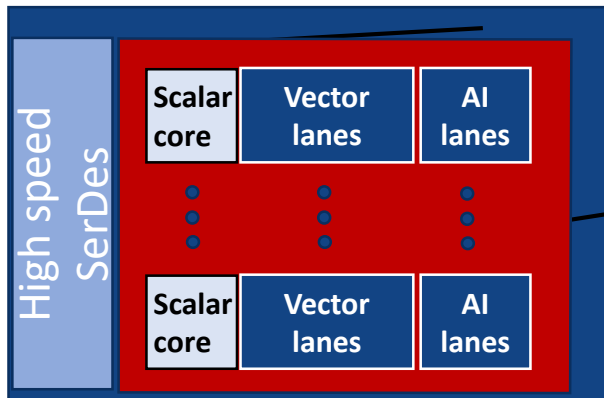 High speed
SerDes
Scalar
core
Vector
lanes
AI
lanes
Scalar
core
Vector
lanes
AI
lanes